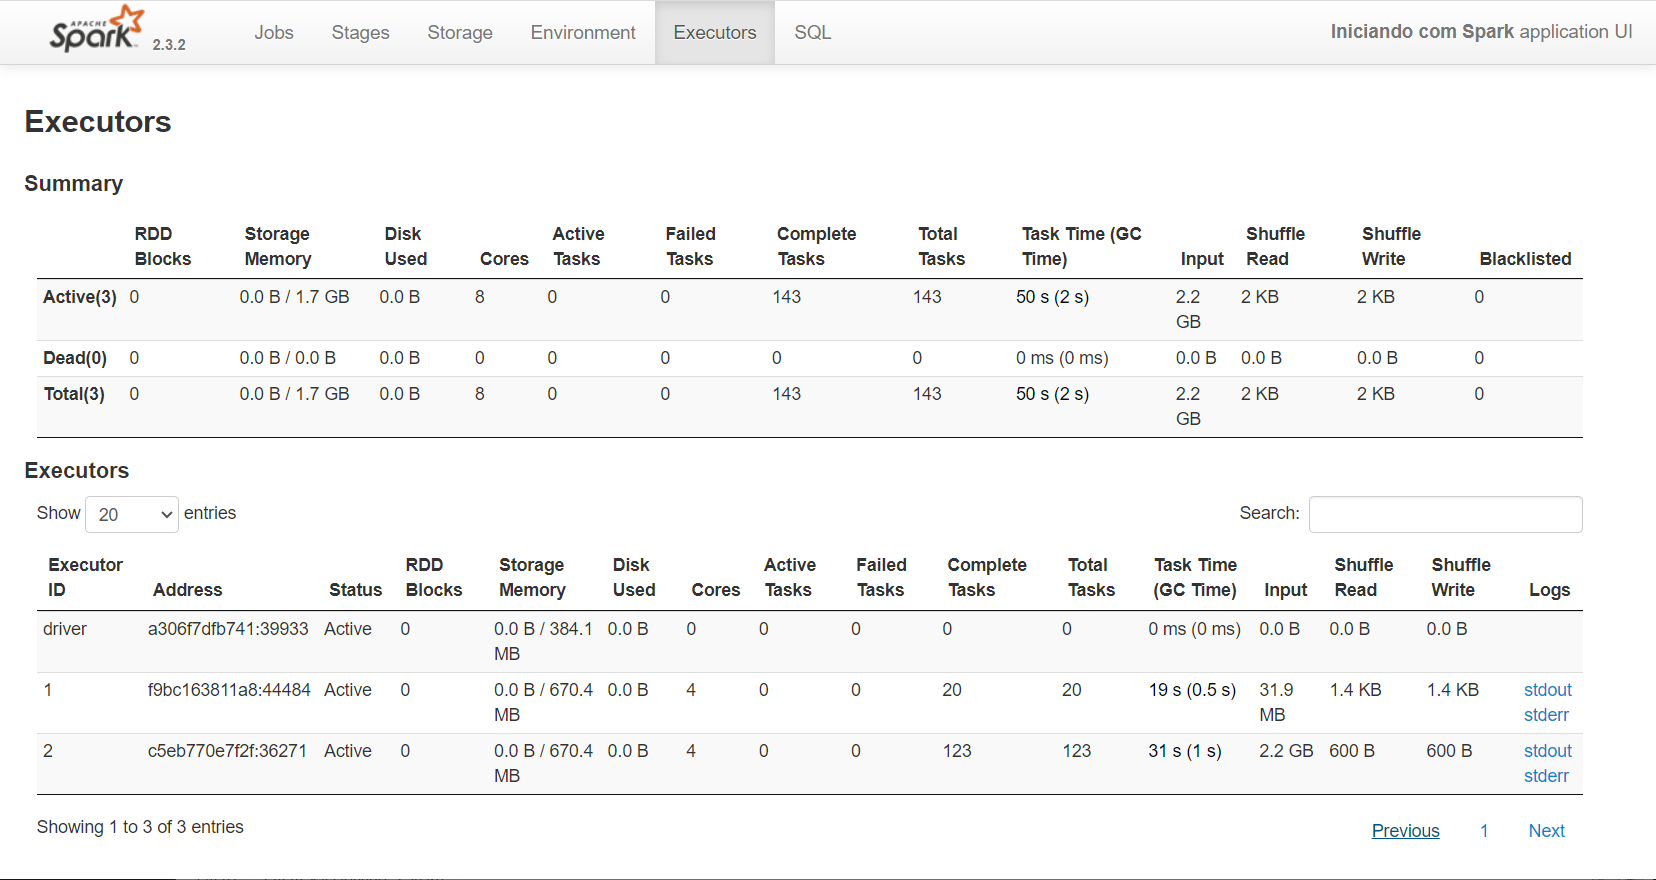 APACHE
Spark 2.3.2 Jobs Stages Storage Environment Executors SQL Iniciando com Spark application UI
Executors
Summary
RDD Storage Disk Active Failed Complete Total Task Time (GC Shuffle Shuffle
Blocks Memory Used Cores Tasks Tasks Tasks Tasks Time) Input Read Write Blacklisted
Active(3) 0 0.0 B / 1.7 GB 0.0 B 8 0 0 143 143 50 s (2 s) 2.2 2 KB 2 KB 0
GB
Dead(0) 0 0.0 B / 0.0 B 0.0 B 0 0 0 0 0 0 ms (0 ms) 0.0 B 0.0 B 0.0 B 0
Total(3) 0 0.0 B / 1.7 GB 0.0 B 8 0 0 143 143 50 s (2 s) 2.2 2 KB 2 KB 0
GB
Executors
Show 20 entries Search:
Executor RDD Storage Disk Active Failed Complete Total Task Time Shuffle Shuffle
ID Address Status Blocks Memory Used Cores Tasks Tasks Tasks Tasks (GC Time) Input Read Write Logs
driver a306f7dfb741:39933 Active 0 0.0 B / 384.1 0.0 B 0 0 0 0 0 0 ms (0 ms) 0.0 B 0.0 B 0.0 B
MB
1 f9bc163811a8:44484 Active 0 0.0 B / 670.4 0.0 B 4 0 0 20 20 19 s (0.5 s) 31.9 1.4 KB 1.4 KB stdout
MB MB stderr
2 c5eb770e7f2f:36271 Active 0 0.0 B / 670.4 0.0 B 4 0 0 123 123 31 s (1 s) 2.2 GB 600 B 600 B stdout
MB stderr
Showing 1 to 3 of 3 entries Previous 1 Next